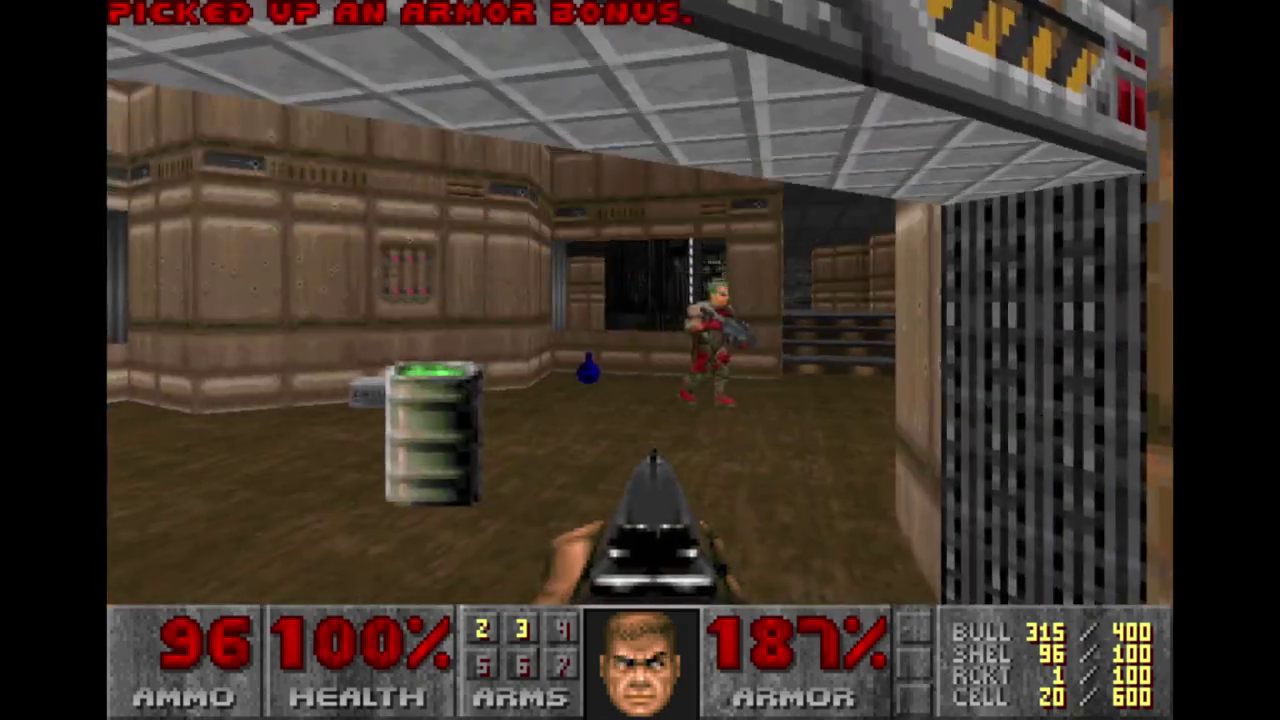 PICKED UP AN ARMOR BONUS.
96 100% 2 3 4 187% BULL 315 / 400
5 6 7 SHEL 96 / 100
RCKT 1 / 100
AMMO HEALTH ARMS ARMOR CELL 20 / 600